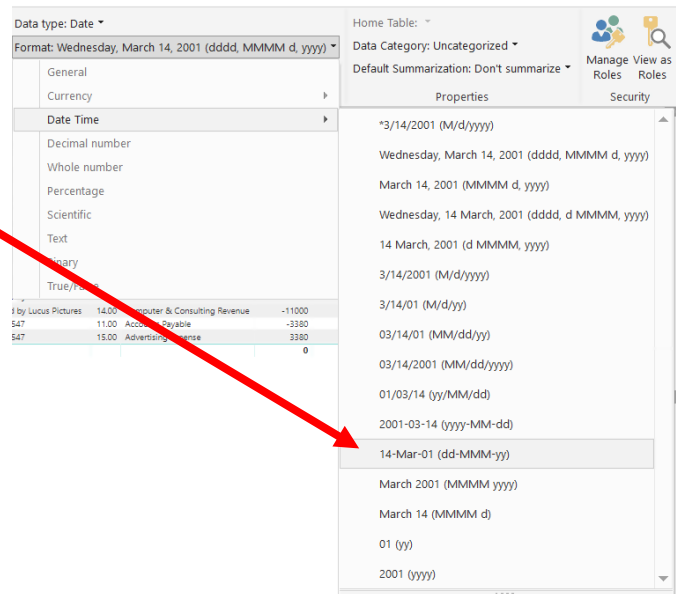 Data type: Date
Format: Wednesday, March 14, 2001 (dddd, MMMM d, yyyy)
General
Currency
Date Time
Decimal number
Whole number
Percentage
Scientific
Text
Binary
True/False
d by Lucus Pictures 14.00 Computer & Consulting Revenue -11000
547 11.00 Accounts Payable -3380
547 15.00 Advertising Expense 3380
0
Home Table:
Data Category: Uncategorized
Default Summarization: Don't summarize
Properties
Manage Roles
View as Roles
Security
*3/14/2001 (M/d/yyyy)
Wednesday, March 14, 2001 (dddd, MMMM d, yyyy)
March 14, 2001 (MMMM d, yyyy)
Wednesday, 14 March, 2001 (dddd, d MMMM, yyyy)
14 March, 2001 (d MMMM, yyyy)
3/14/2001 (M/d/yyyy)
3/14/01 (M/d/yy)
03/14/01 (MM/dd/yy)
03/14/2001 (MM/dd/yyyy)
01/03/14 (yy/MM/dd)
2001-03-14 (yyyy-MM-dd)
14-Mar-01 (dd-MMM-yy)
March 2001 (MMMM yyyy)
March 14 (MMMM d)
01 (yy)
2001 (yyyy)